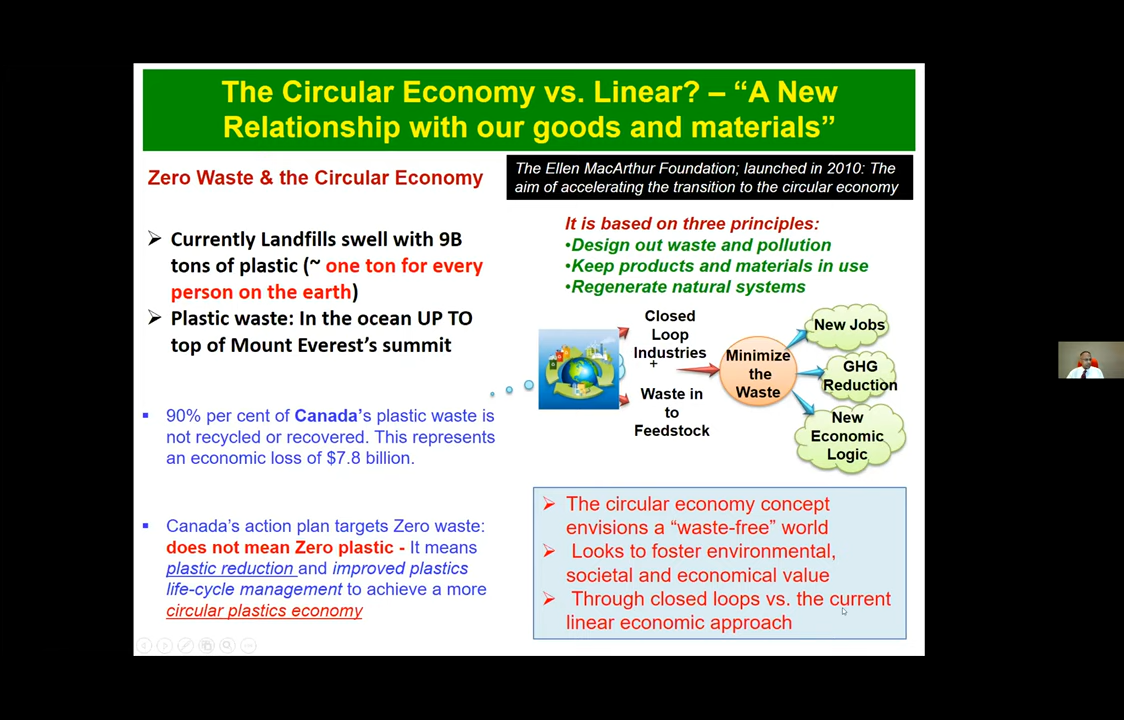 The Circular Economy vs. Linear? – “A New
Relationship with our goods and materials”
Zero Waste & the Circular Economy
The Ellen MacArthur Foundation; launched in 2010: The
aim of accelerating the transition to the circular economy
➢ Currently Landfills swell with 9B
tons of plastic (~ one ton for every
person on the earth)
➢ Plastic waste: In the ocean UP TO
top of Mount Everest’s summit
▪ 90% per cent of Canada’s plastic waste is
not recycled or recovered. This represents
an economic loss of $7.8 billion.
▪ Canada’s action plan targets Zero waste:
does not mean Zero plastic - It means
plastic reduction and improved plastics
life-cycle management to achieve a more
circular plastics economy
It is based on three principles:
•Design out waste and pollution
•Keep products and materials in use
•Regenerate natural systems
Closed
Loop
Industries
+
Waste in
to
Feedstock
Minimize
the
Waste
New Jobs
GHG
Reduction
New
Economic
Logic
➢ The circular economy concept
envisions a “waste-free” world
➢ Looks to foster environmental,
societal and economical value
➢ Through closed loops vs. the current
linear economic approach